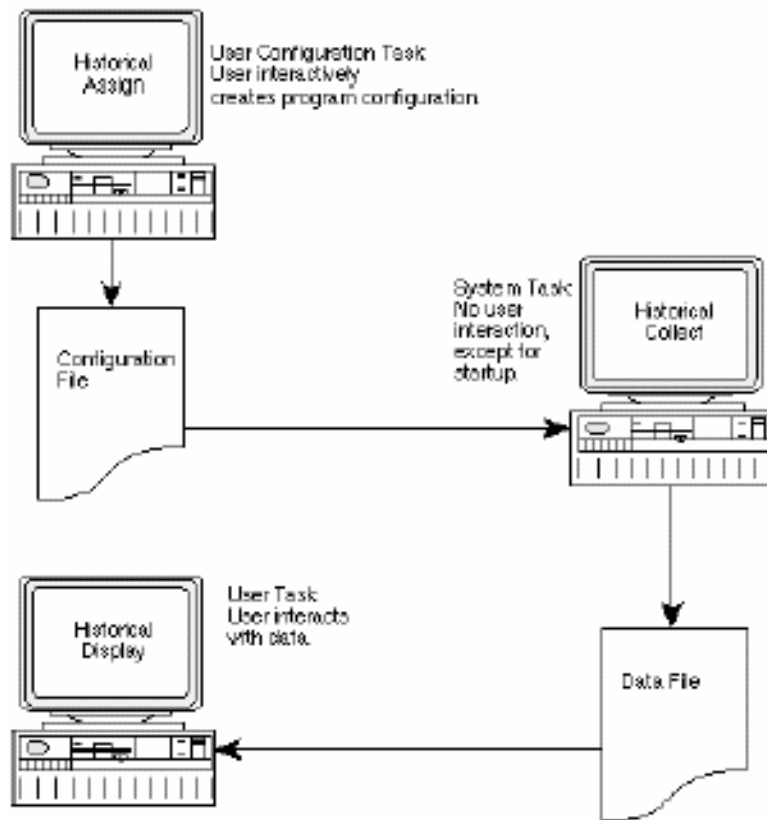 Historical
Assign
User Configuration Task
User interactively
creates program configuration.
System Task
No user
interaction,
except for
startup.
Historical
Collect
Configuration
File
Historical
Display
User Task
User interacts
with data.
Data File